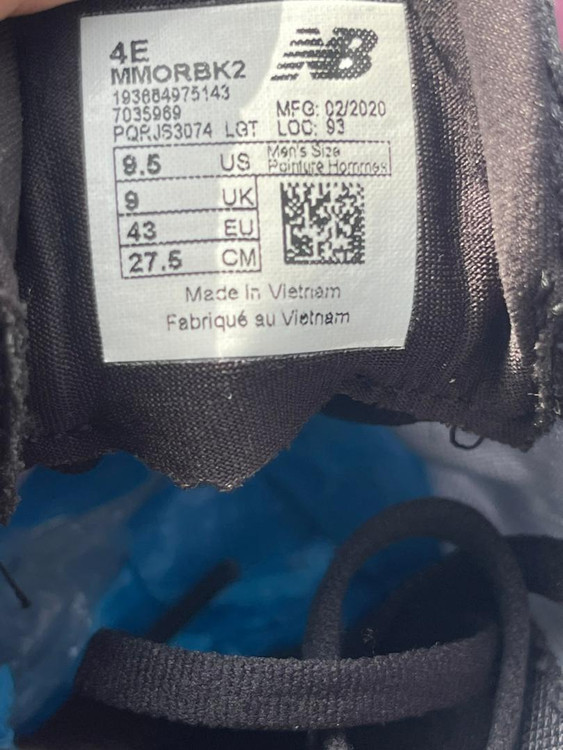 4E
NB
MMORBK2
193684975143
7035969
MFG: 02/2020
PQRJS3074 LGT LOC: 93
9.5 US Men's Size
Pointure Hommes
9 UK
43 EU
27.5 CM
Made In Vietnam
Fabriqué au Vietnam